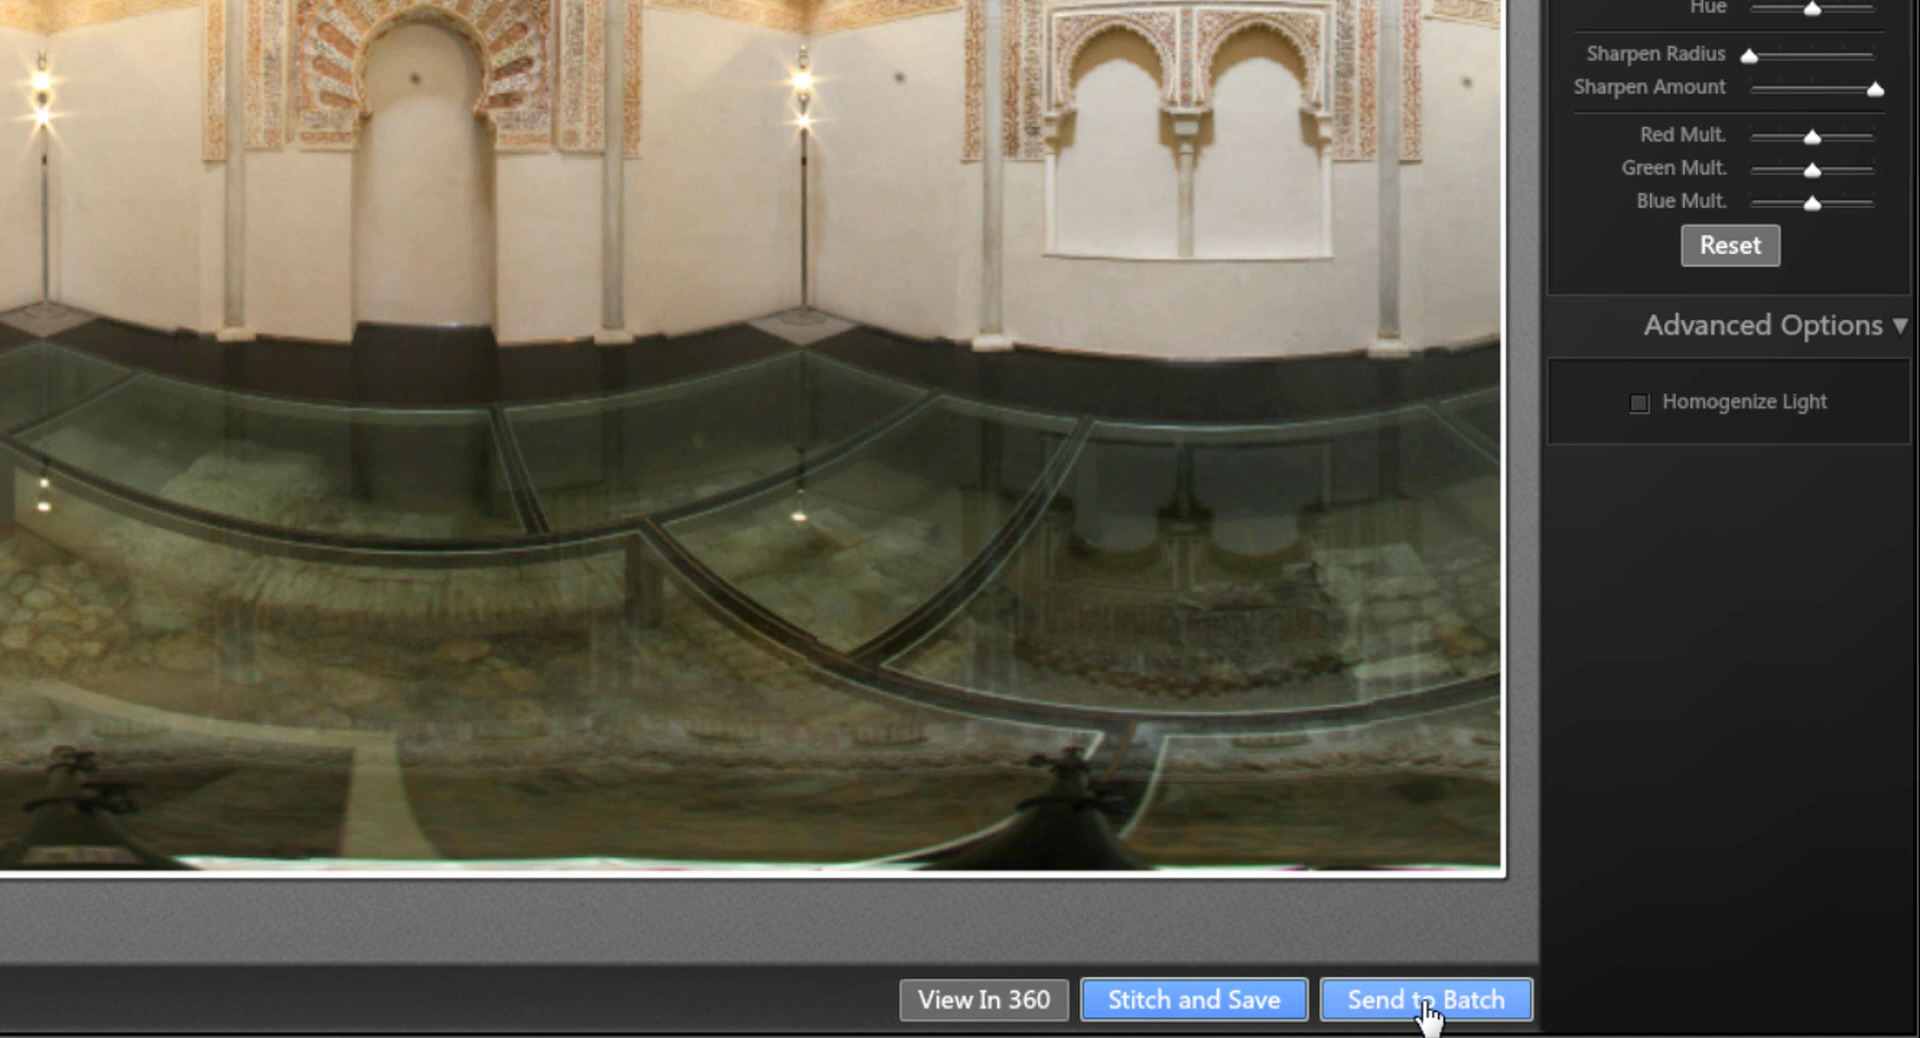 Hue
Sharpen Radius
Sharpen Amount
Red Mult.
Green Mult.
Blue Mult.
Reset
Advanced Options ▼
Homogenize Light
View In 360
Stitch and Save
Send to Batch